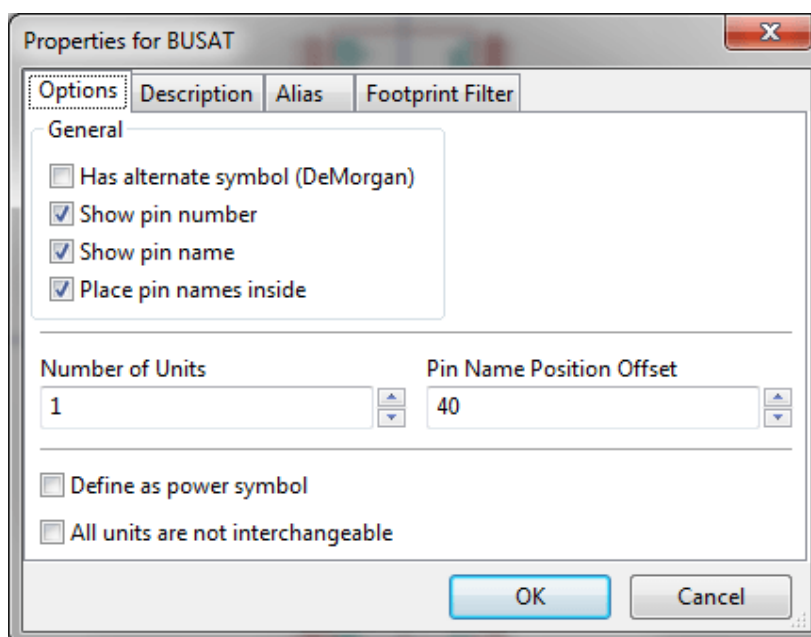 Properties for BUSAT
Options Description Alias Footprint Filter
General
Has alternate symbol (DeMorgan)
Show pin number
Show pin name
Place pin names inside
Number of Units Pin Name Position Offset
1 40
Define as power symbol
All units are not interchangeable
OK Cancel